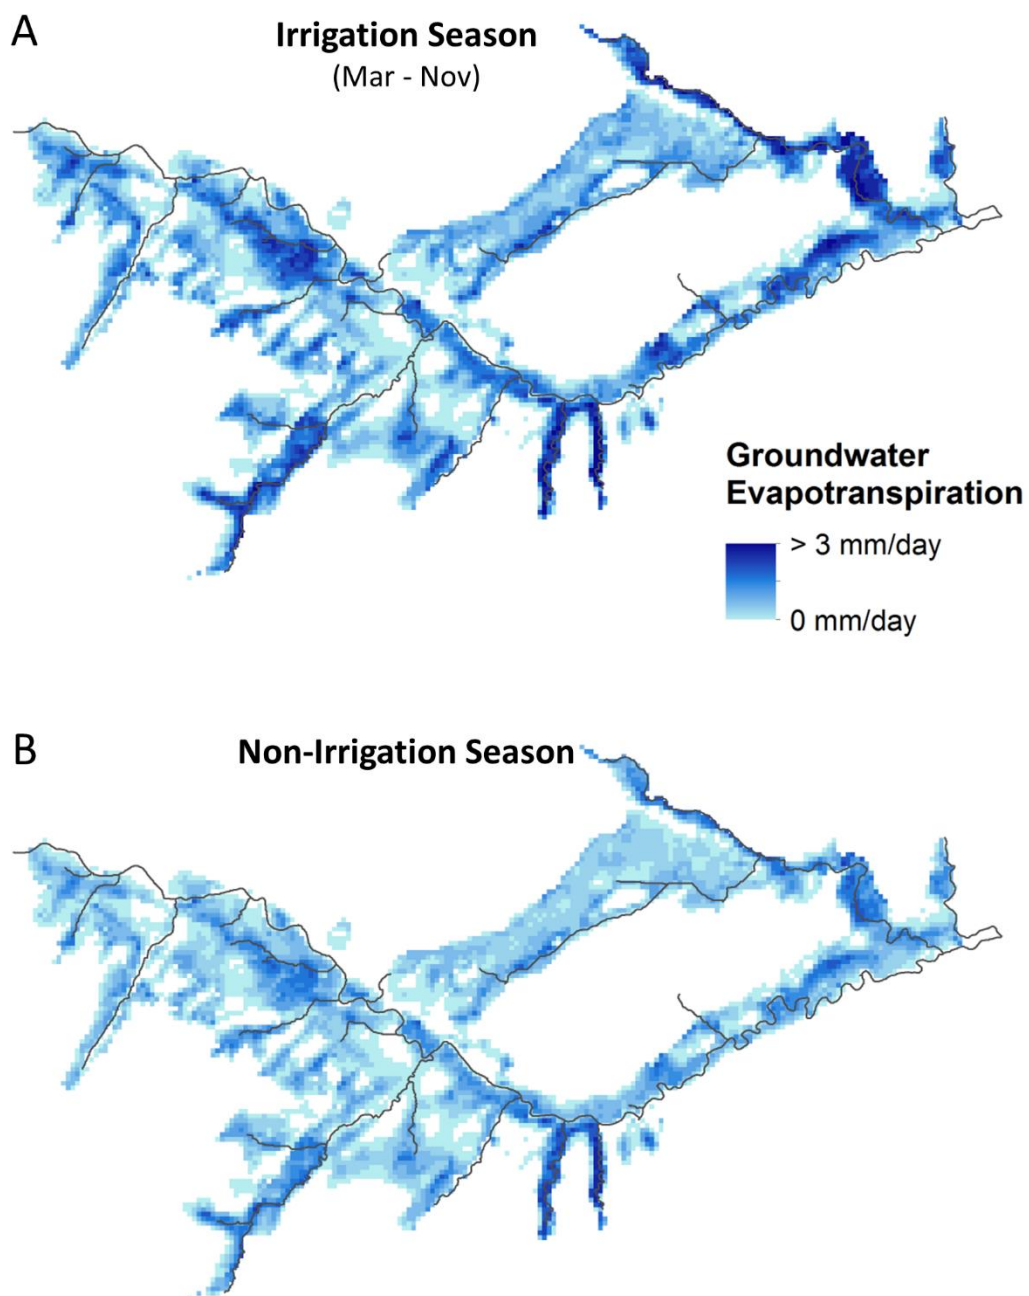 A
Irrigation Season
(Mar - Nov)
Groundwater
Evapotranspiration
> 3 mm/day
0 mm/day
B
Non-Irrigation Season